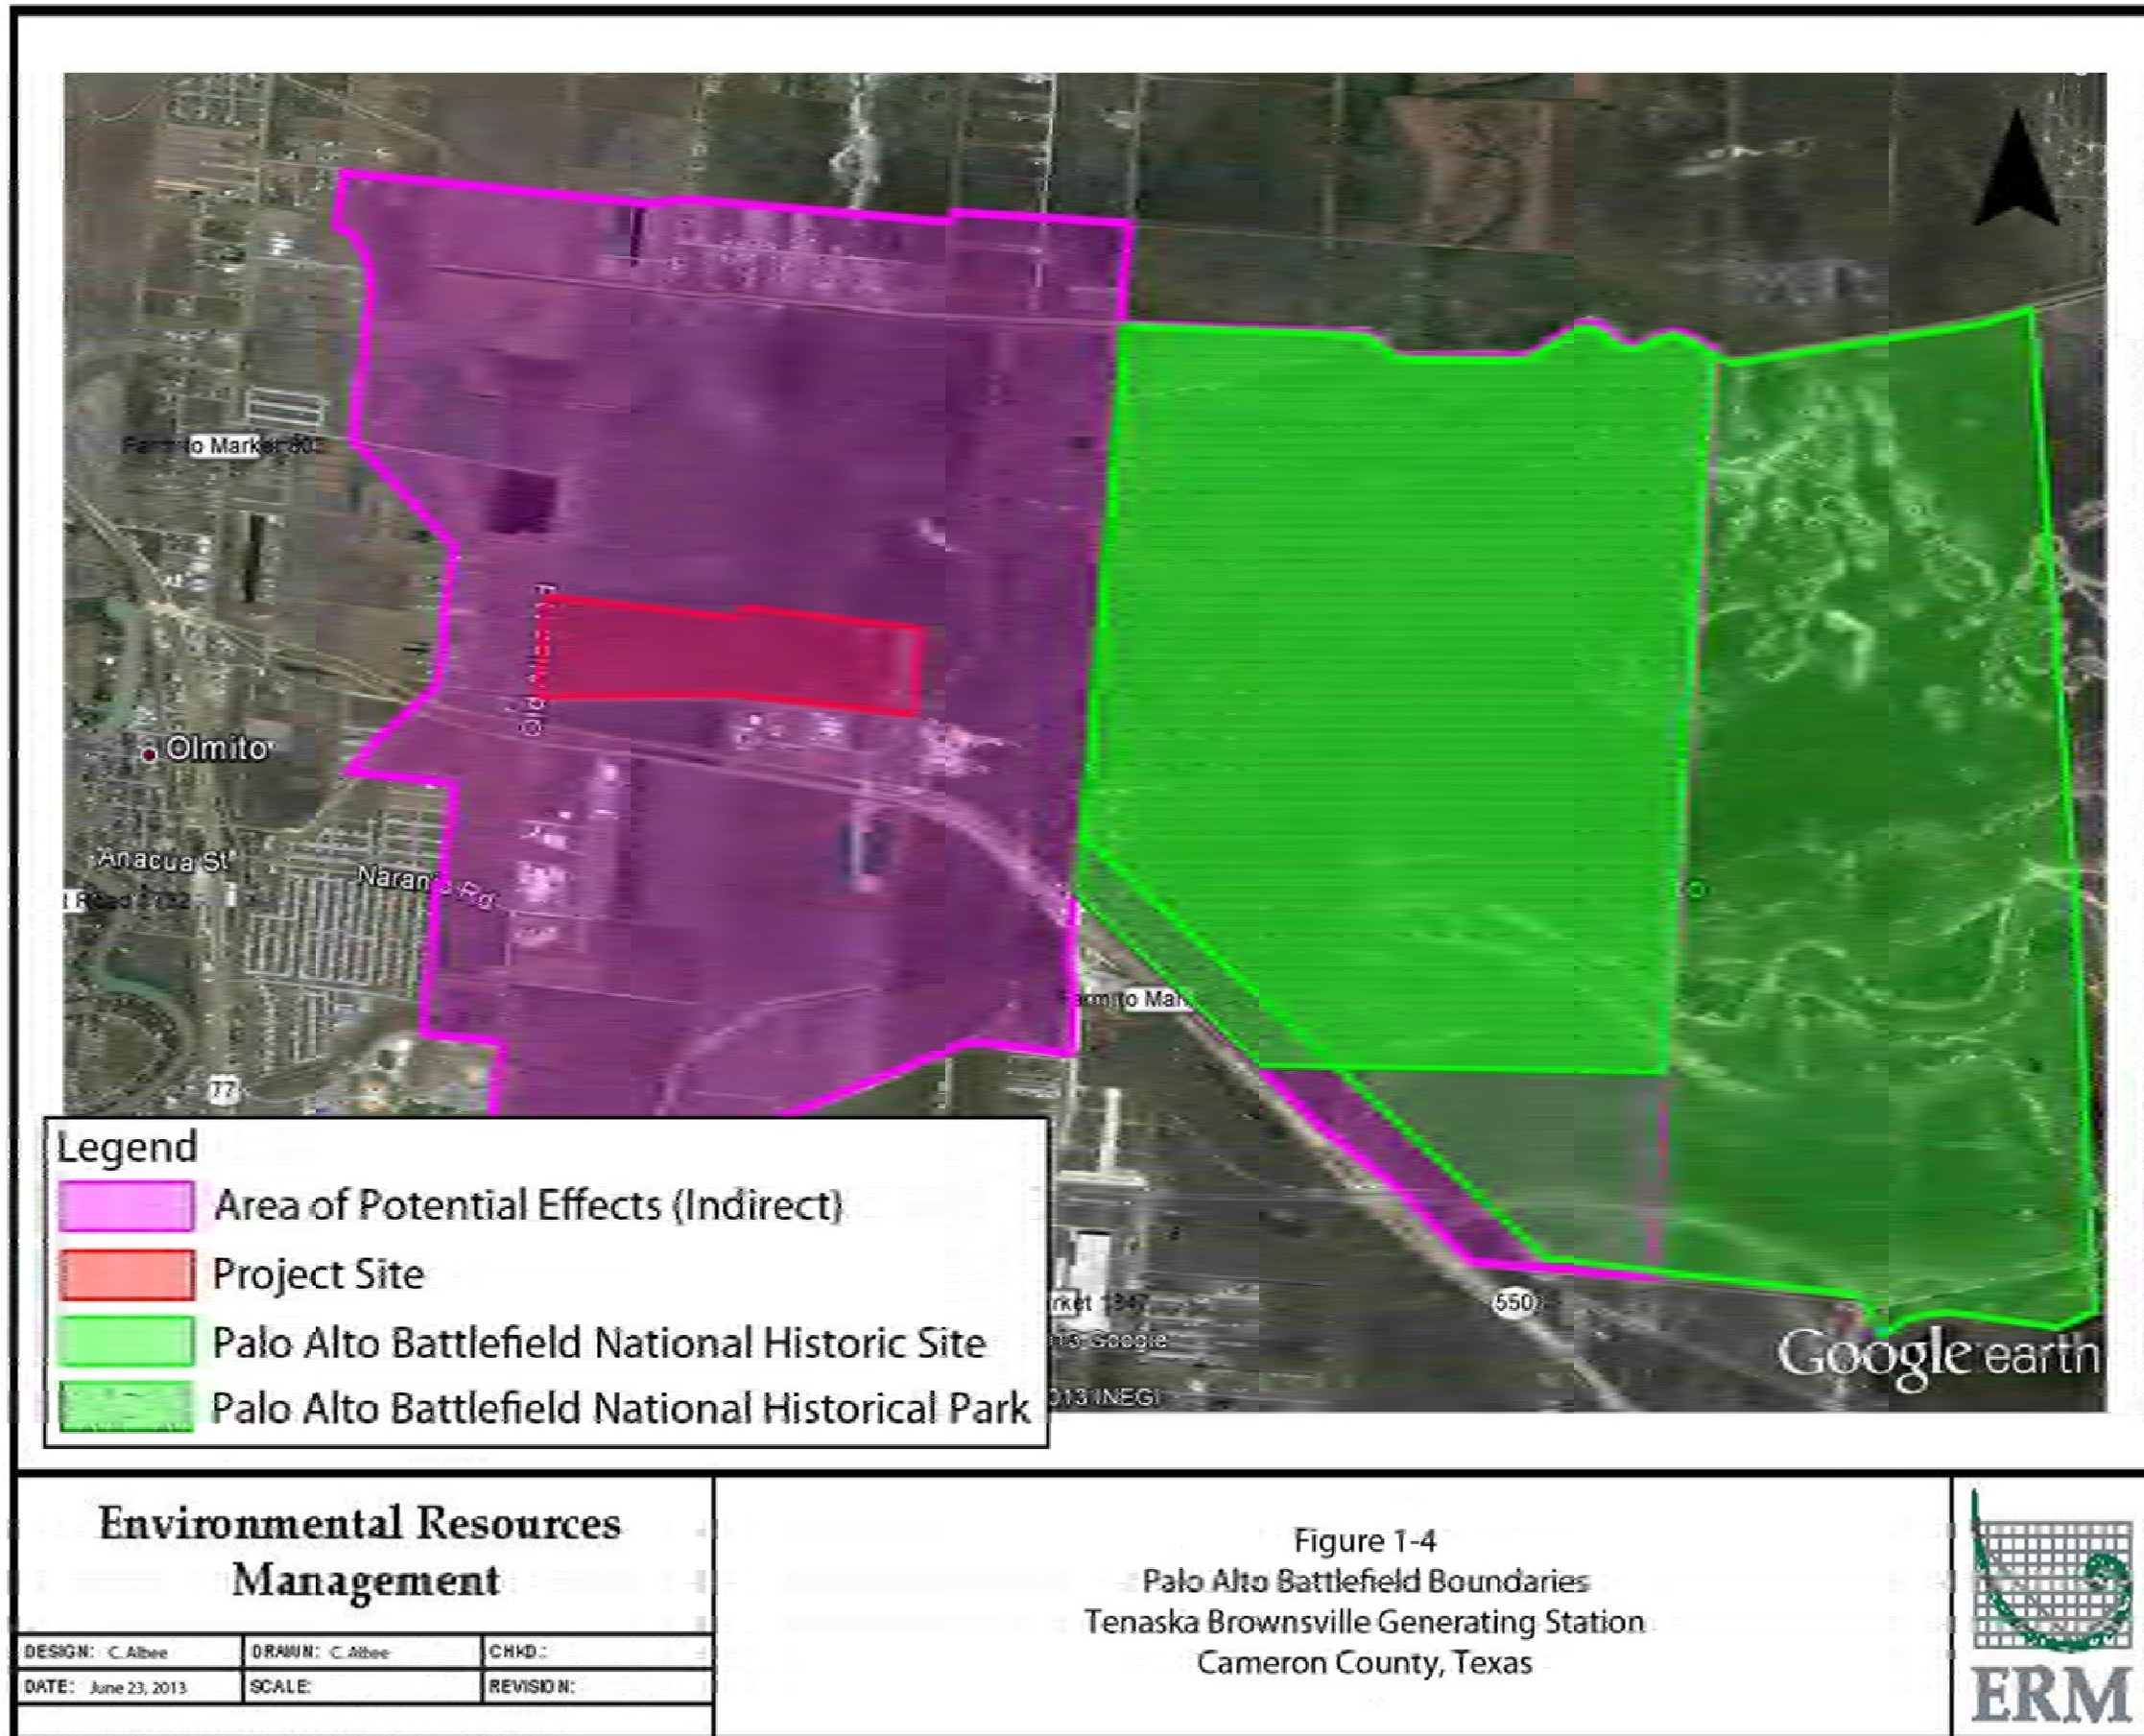 Olmito
Anacua St
Naranjo Rd
77
550
Google earth
Legend
Area of Potential Effects (Indirect)
Project Site
Palo Alto Battlefield National Historic Site
Palo Alto Battlefield National Historical Park
Environmental Resources
Management
DESIGN: C. Albee
DRAWN: C. Albee
CHKD.:
DATE: June 23, 2013
SCALE:
REVISION:
Figure 1-4
Palo Alto Battlefield Boundaries
Tenaska Brownsville Generating Station
Cameron County, Texas
ERM